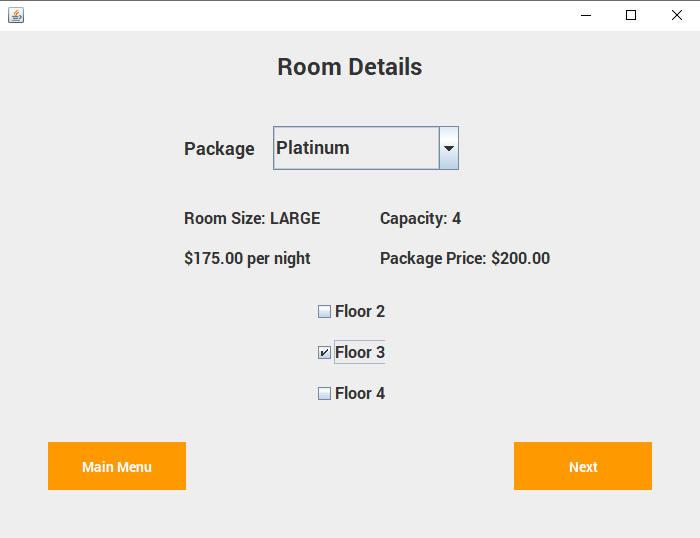 Room Details
Package Platinum
Room Size: LARGE Capacity: 4
$175.00 per night Package Price: $200.00
Floor 2
Floor 3
Floor 4
Main Menu Next